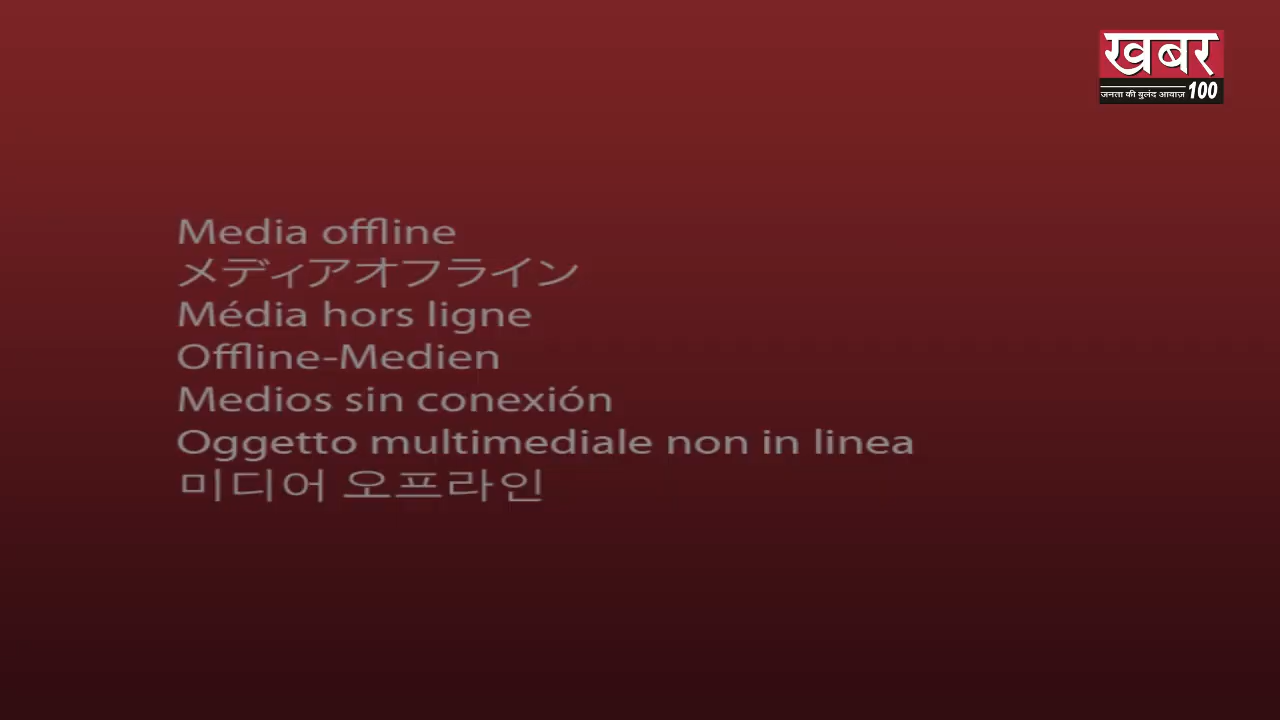 खबर
जनता की बुलंद आवाज़ 100
Media offline
メディアオフライン
Média hors ligne
Offline-Medien
Medios sin conexión
Oggetto multimediale non in linea
미디어 오프라인